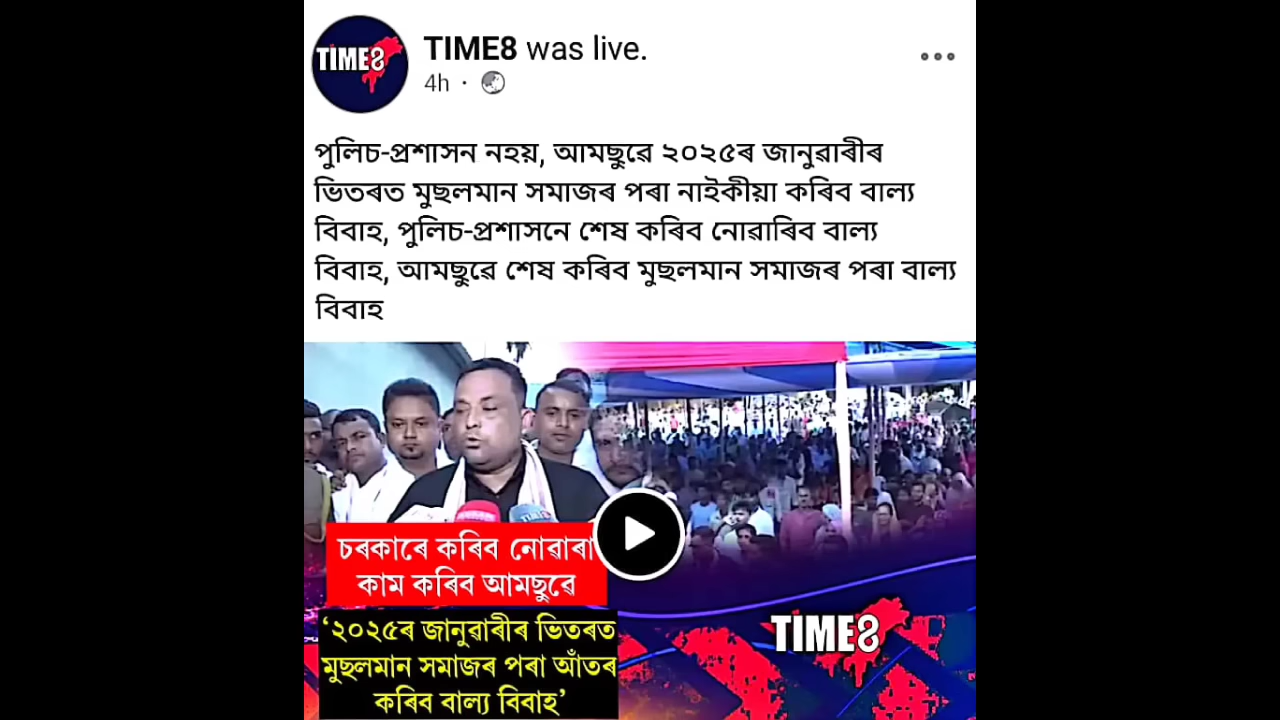 TIME8
TIME8 was live.
4h ·
পুলিচ-প্ৰশাসন নহয়, আমছুৱে ২০২৫ৰ জানুৱাৰীৰ
ভিতৰত মুছলমান সমাজৰ পৰা নাইকীয়া কৰিব বাল্য
বিবাহ, পুলিচ-প্ৰশাসনে শেষ কৰিব নোৱাৰিব বাল্য
বিবাহ, আমছুৱে শেষ কৰিব মুছলমান সমাজৰ পৰা বাল্য
বিবাহ
TIME8
চৰকাৰে কৰিব নোৱাৰা
কাম কৰিব আমছুৱে
‘২০২৫ৰ জানুৱাৰীৰ ভিতৰত
মুছলমান সমাজৰ পৰা আঁতৰ
কৰিব বাল্য বিবাহ’
TIME8